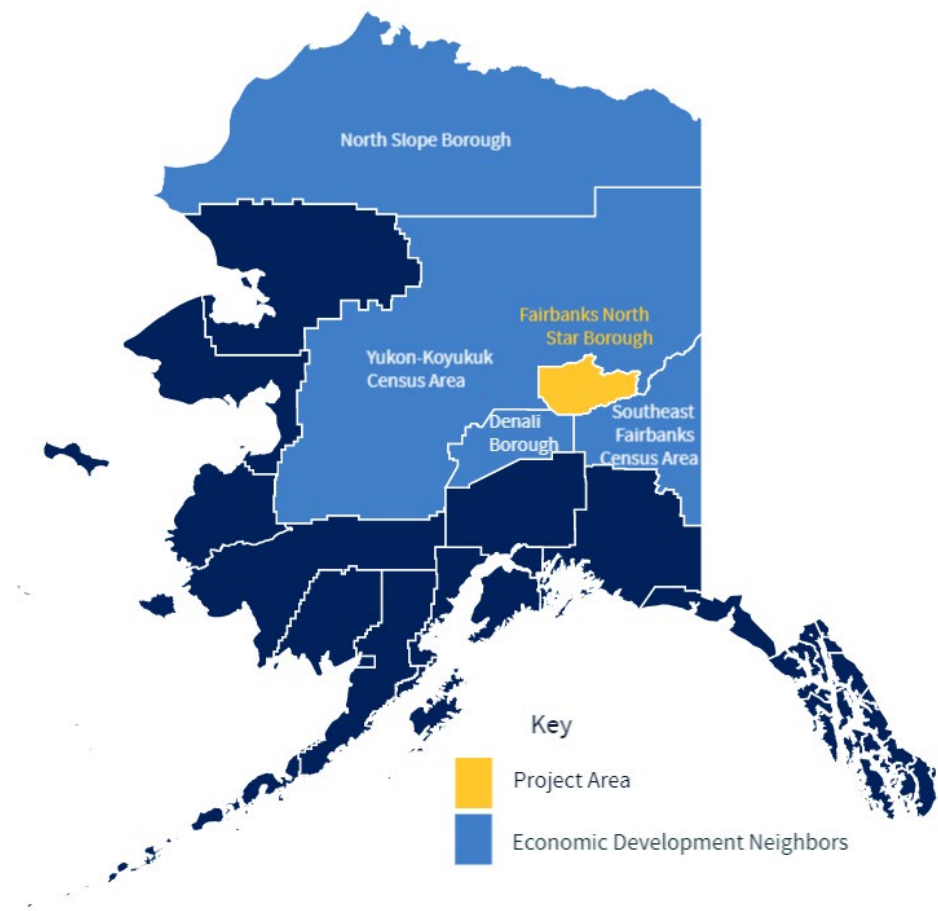 North Slope Borough
Fairbanks North
Star Borough
Yukon-Koyukuk
Census Area
Denali
Borough
Southeast
Fairbanks
Census Area
Key
Project Area
Economic Development Neighbors